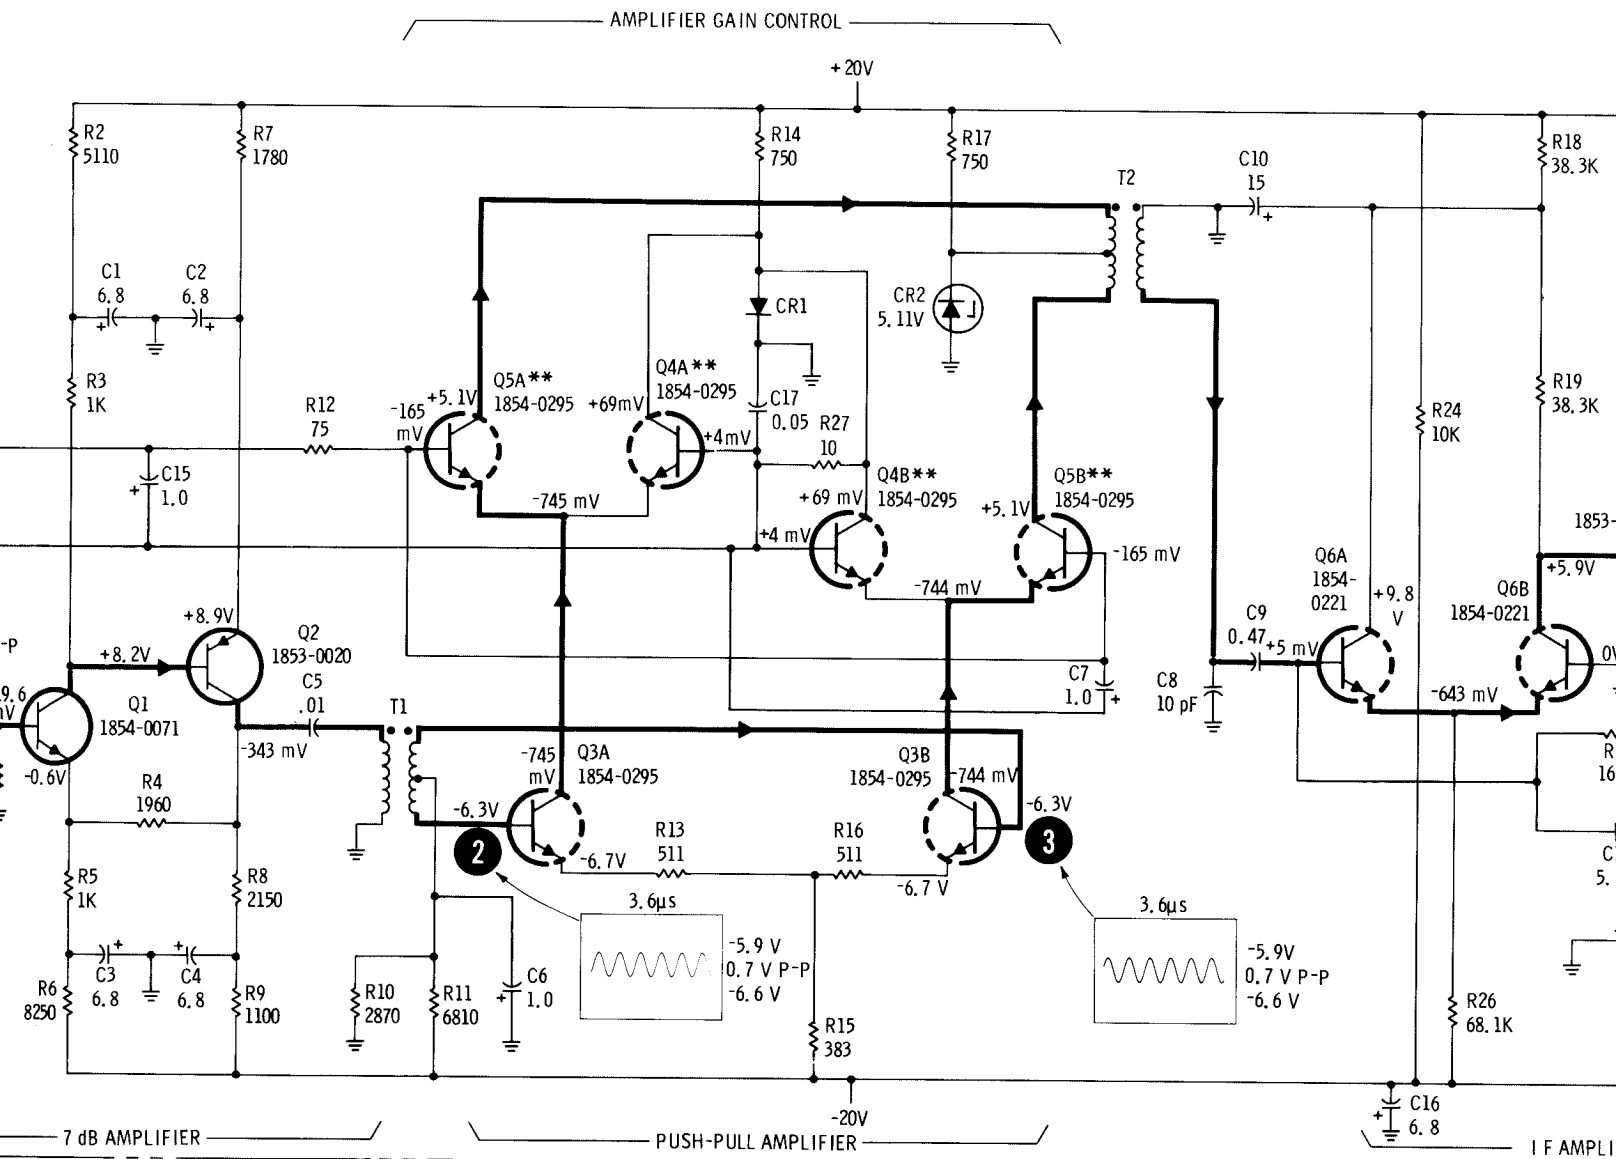 AMPLIFIER GAIN CONTROL
+20V
R2
5110
R7
1780
R14
750
R17
750
T2
C10
15
+
R18
38.3K
C1
6.8
+
C2
6.8
+
CR1
CR2
5.11V
R3
1K
R12
75
-165
mV
+5.1V
Q5A**
1854-0295
+69mV
Q4A**
1854-0295
+4mV
C17
0.05
R27
10
R24
10K
R19
38.3K
C15
1.0
+
-745 mV
+69 mV
Q4B**
1854-0295
+4 mV
-744 mV
+5.1V
Q5B**
1854-0295
-165 mV
1853-
+5.9V
Q6A
1854-
0221
+9.8
V
Q6B
1854-0221
-P
+8.2V
+8.9V
Q2
1853-0020
C5
.01
9.6
Q1
1854-0071
-0.6V
-343 mV
T1
C7
1.0
+
C8
10 pF
C9
0.47
+5 mV
-643 mV
R4
1960
-745
mV
Q3A
1854-0295
Q3B
1854-0295
-744 mV
-6.3V
2
-6.3V
3
-6.7V
R13
511
R16
511
-6.7 V
R5
1K
R8
2150
3.6µs
-5.9 V
0.7 V P-P
-6.6 V
3.6µs
-5.9V
0.7 V P-P
-6.6 V
C3
6.8
+
C4
6.8
+
R6
8250
R9
1100
R10
2870
R11
6810
C6
1.0
+
R15
383
R26
68.1K
-20V
C16
6.8
+
7 dB AMPLIFIER
PUSH-PULL AMPLIFIER